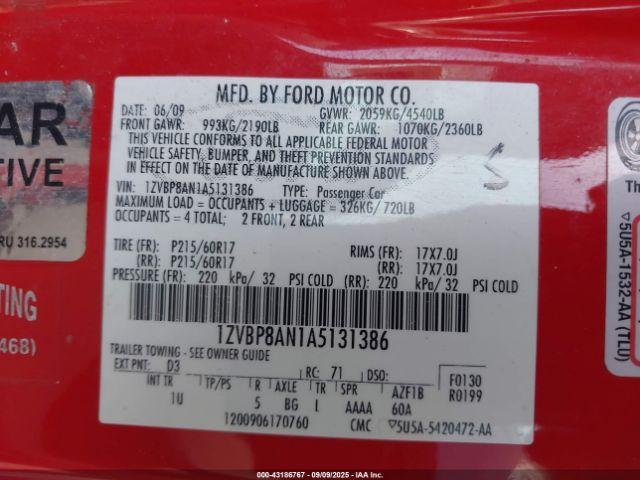 MFD. BY FORD MOTOR CO.
DATE: 06/09 GVWR: 2059KG/4540LB
FRONT GAWR: 993KG/2190LB REAR GAWR: 1070KG/2360LB
THIS VEHICLE CONFORMS TO ALL APPLICABLE FEDERAL MOTOR
VEHICLE SAFETY, BUMPER, AND THEFT PREVENTION STANDARDS
IN EFFECT ON THE DATE OF MANUFACTURE SHOWN ABOVE.
VIN: 1ZVBP8AN1A5131386 TYPE: Passenger Car
MAXIMUM LOAD = OCCUPANTS + LUGGAGE = 326KG/ 720LB
OCCUPANTS = 4 TOTAL; 2 FRONT, 2 REAR
TIRE (FR): P215/60R17 RIMS (FR): 17X7.0J
(RR): P215/60R17 (RR): 17X7.0J
PRESSURE (FR): 220 kPa/ 32 PSI COLD (RR): 220 kPa/ 32 PSI COLD
1ZVBP8AN1A5131386
TRAILER TOWING - SEE OWNER GUIDE
EXT PNT: D3 RC: 71 DSO: F0130
INT TR TP/PS R AXLE TR SPR AZF1B R0199
1U 5 BG L AAAA 60A
1200906170760 CMC ▽5U5A-5420472-AA
AR
TIVE
RU 316.2954
TING
468)
▽5U5A-1532-AA (TLU)
000-43186767 - 09/09/2025 - IAAI.com